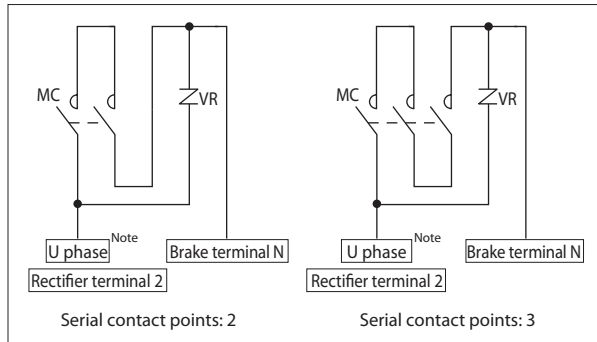 MC
VR
U phase
Note
Brake terminal N
Rectifier terminal 2
Serial contact points: 2
MC
VR
U phase
Note
Brake terminal N
Rectifier terminal 2
Serial contact points: 3